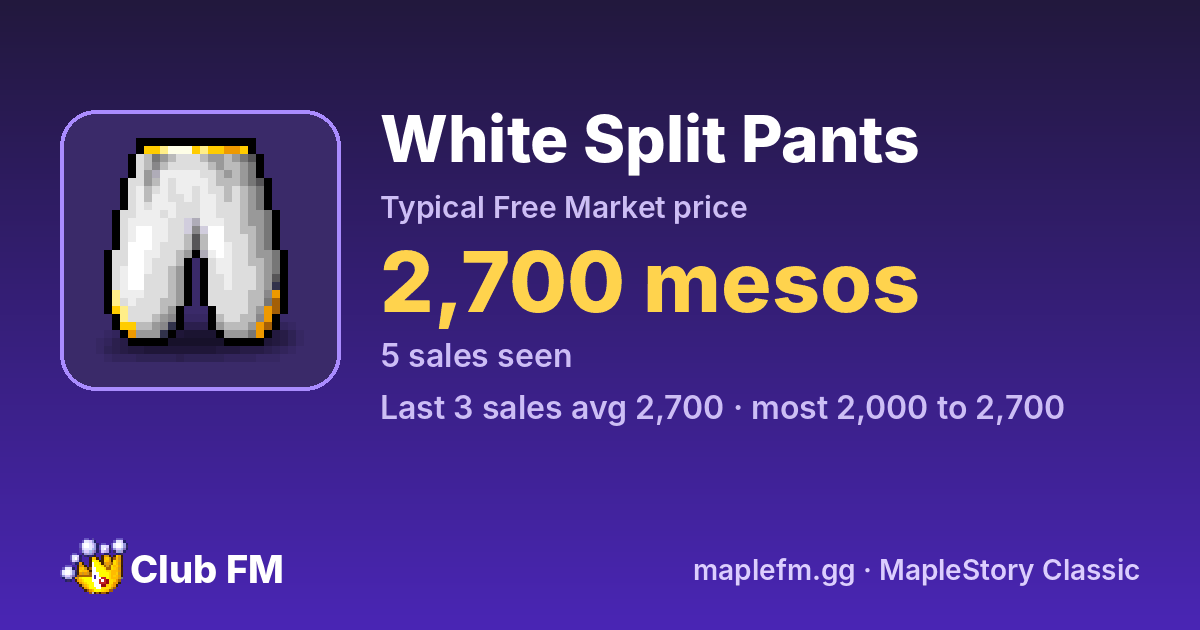 White Split Pants
Typical Free Market price
2,700 mesos
5 sales seen
Last 3 sales avg 2,700 · most 2,000 to 2,700
Club FM
maplefm.gg · MapleStory Classic